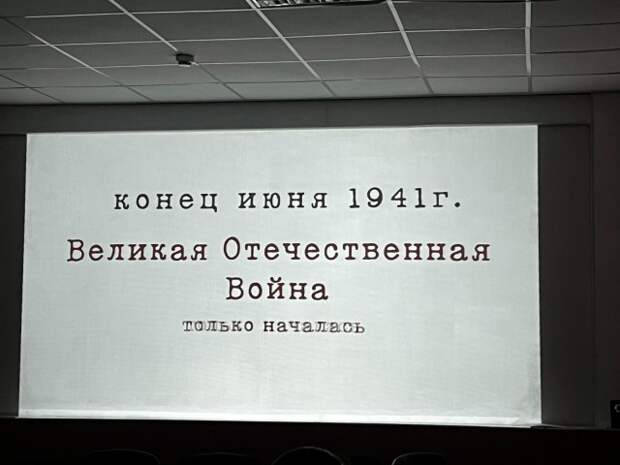 конец июня 1941г.
Великая Отечественная
Война
только началась